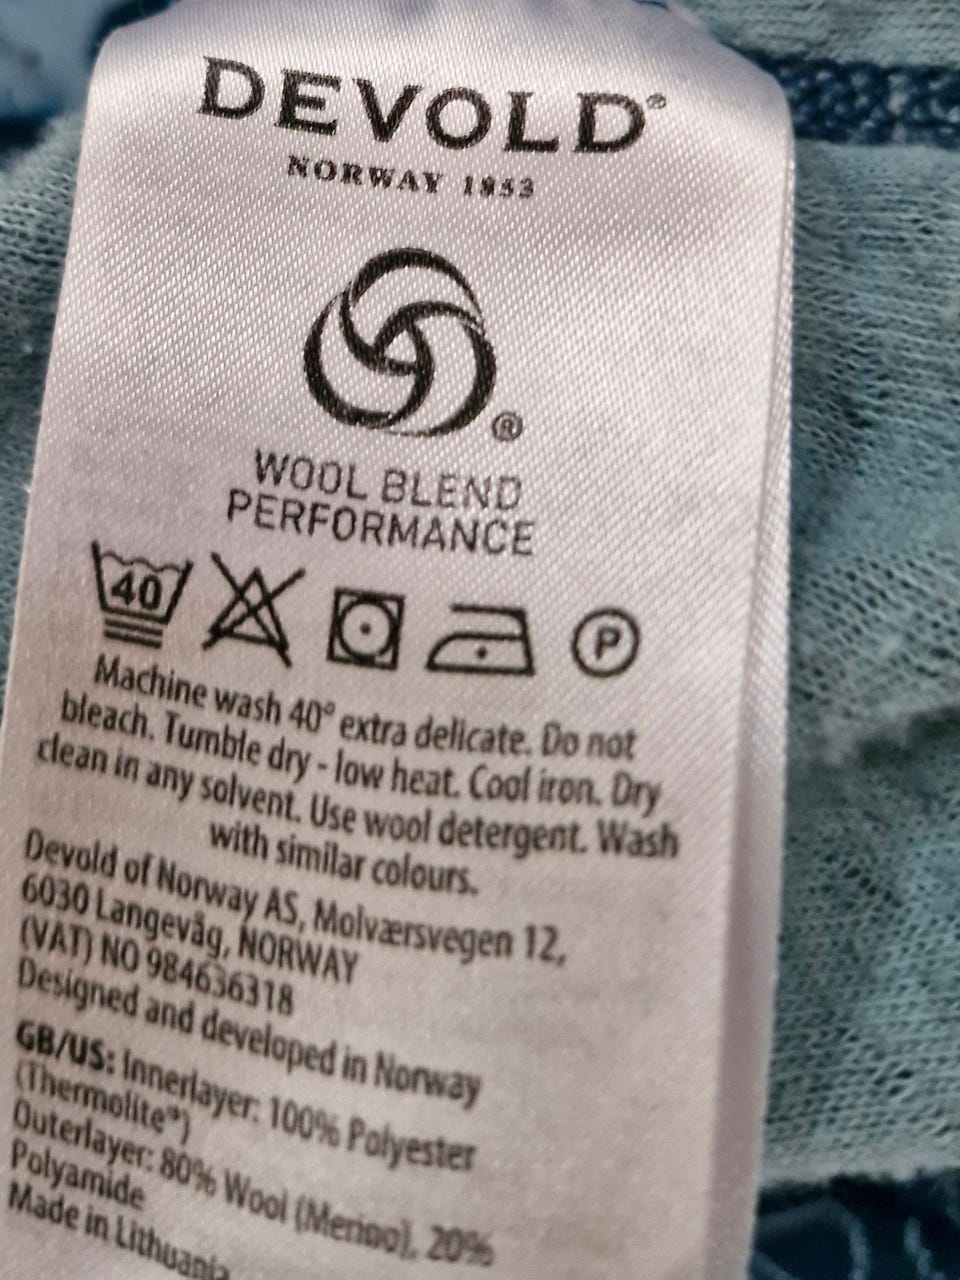 DEVOLD®
NORWAY 1853
®
WOOL BLEND
PERFORMANCE
40
P
Machine wash 40° extra delicate. Do not
bleach. Tumble dry - low heat. Cool iron. Dry
clean in any solvent. Use wool detergent. Wash
with similar colours.
Devold of Norway AS, Molværsvegen 12,
6030 Langevåg, NORWAY
(VAT) NO 984636318
Designed and developed in Norway
GB/US: Innerlayer: 100% Polyester
(Thermolite®)
Outerlayer: 80% Wool (Merino), 20%
Polyamide
Made in Lithuania